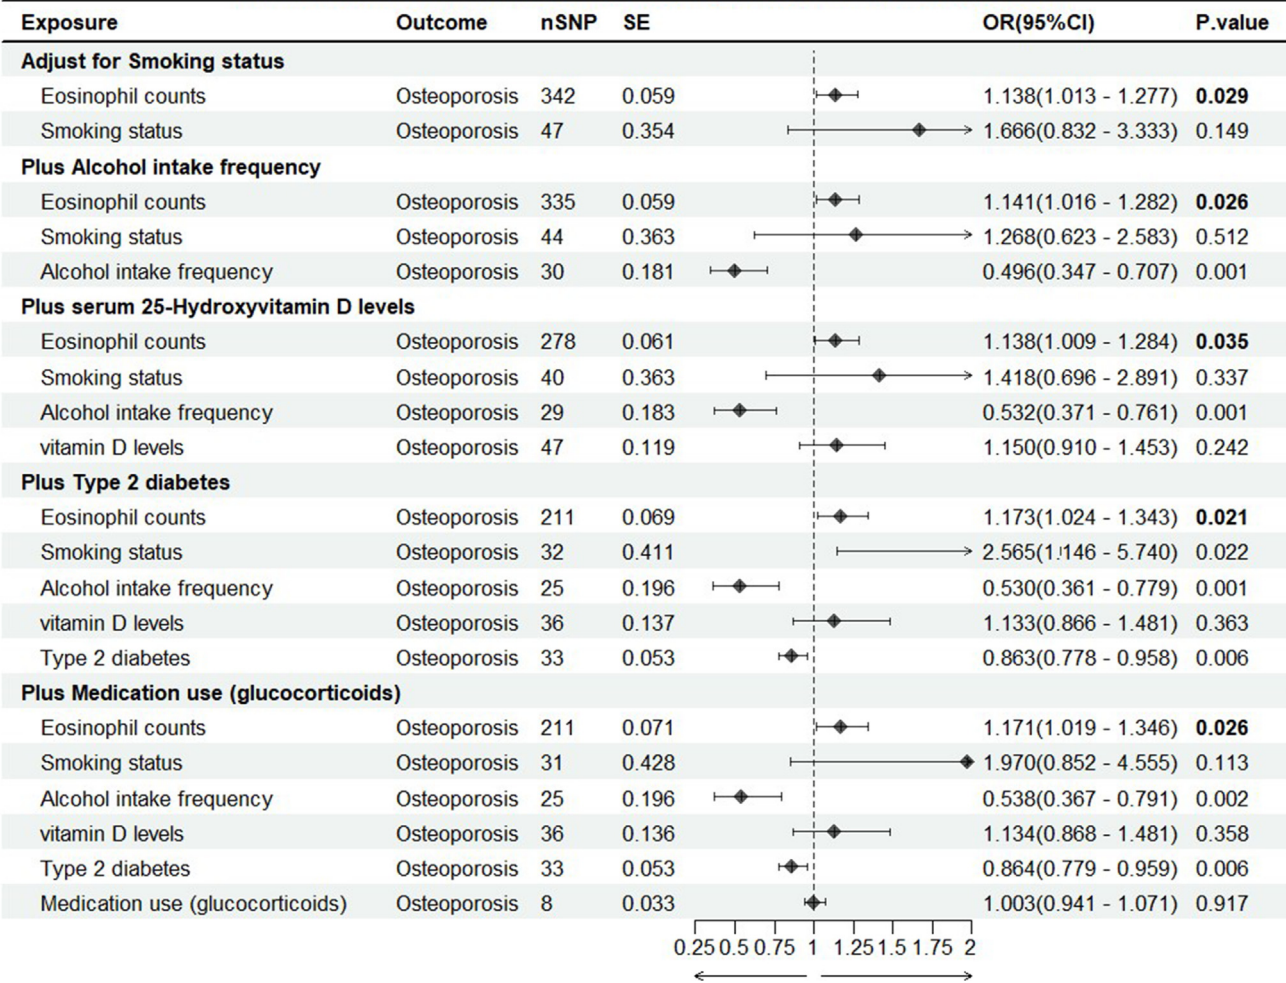 Exposure Outcome nSNP SE OR(95%CI) P.value
Adjust for Smoking status
Eosinophil counts Osteoporosis 342 0.059 1.138(1.013 - 1.277) 0.029
Smoking status Osteoporosis 47 0.354 1.666(0.832 - 3.333) 0.149
Plus Alcohol intake frequency
Eosinophil counts Osteoporosis 335 0.059 1.141(1.016 - 1.282) 0.026
Smoking status Osteoporosis 44 0.363 1.268(0.623 - 2.583) 0.512
Alcohol intake frequency Osteoporosis 30 0.181 0.496(0.347 - 0.707) 0.001
Plus serum 25-Hydroxyvitamin D levels
Eosinophil counts Osteoporosis 278 0.061 1.138(1.009 - 1.284) 0.035
Smoking status Osteoporosis 40 0.363 1.418(0.696 - 2.891) 0.337
Alcohol intake frequency Osteoporosis 29 0.183 0.532(0.371 - 0.761) 0.001
vitamin D levels Osteoporosis 47 0.119 1.150(0.910 - 1.453) 0.242
Plus Type 2 diabetes
Eosinophil counts Osteoporosis 211 0.069 1.173(1.024 - 1.343) 0.021
Smoking status Osteoporosis 32 0.411 2.565(1.146 - 5.740) 0.022
Alcohol intake frequency Osteoporosis 25 0.196 0.530(0.361 - 0.779) 0.001
vitamin D levels Osteoporosis 36 0.137 1.133(0.866 - 1.481) 0.363
Type 2 diabetes Osteoporosis 33 0.053 0.863(0.778 - 0.958) 0.006
Plus Medication use (glucocorticoids)
Eosinophil counts Osteoporosis 211 0.071 1.171(1.019 - 1.346) 0.026
Smoking status Osteoporosis 31 0.428 1.970(0.852 - 4.555) 0.113
Alcohol intake frequency Osteoporosis 25 0.196 0.538(0.367 - 0.791) 0.002
vitamin D levels Osteoporosis 36 0.136 1.134(0.868 - 1.481) 0.358
Type 2 diabetes Osteoporosis 33 0.053 0.864(0.779 - 0.959) 0.006
Medication use (glucocorticoids) Osteoporosis 8 0.033 1.003(0.941 - 1.071) 0.917
0.25 0.5 0.75 1 1.25 1.5 1.75 2